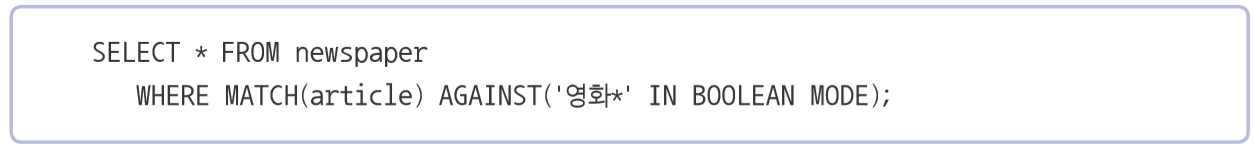 SELECT * FROM newspaper
WHERE MATCH(article) AGAINST('영화*' IN BOOLEAN MODE);